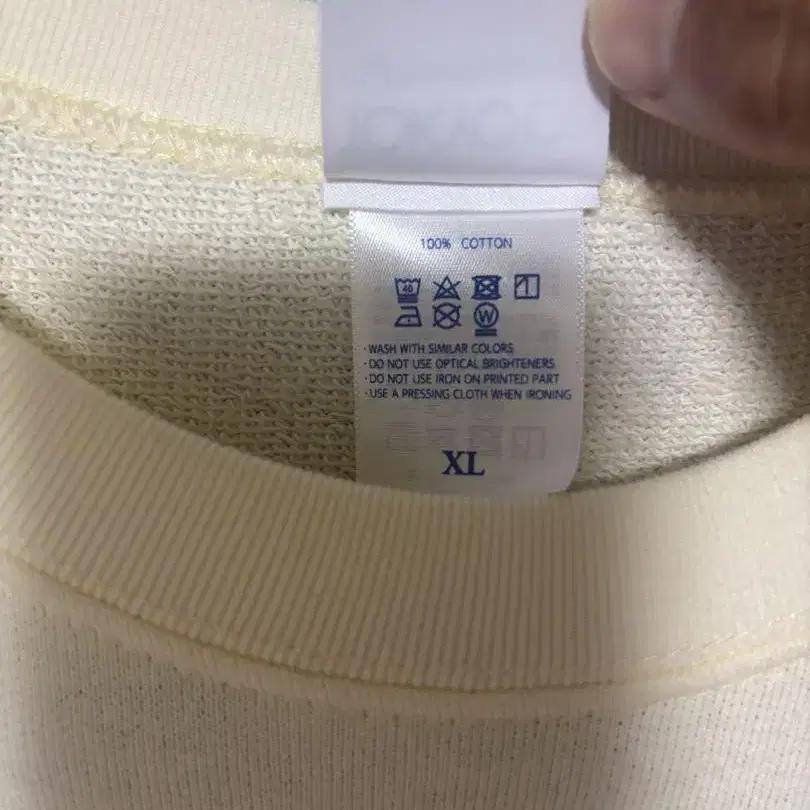 100% COTTON
40
W
· WASH WITH SIMILAR COLORS
· DO NOT USE OPTICAL BRIGHTENERS
· DO NOT USE IRON ON PRINTED PART
· USE A PRESSING CLOTH WHEN IRONING
XL